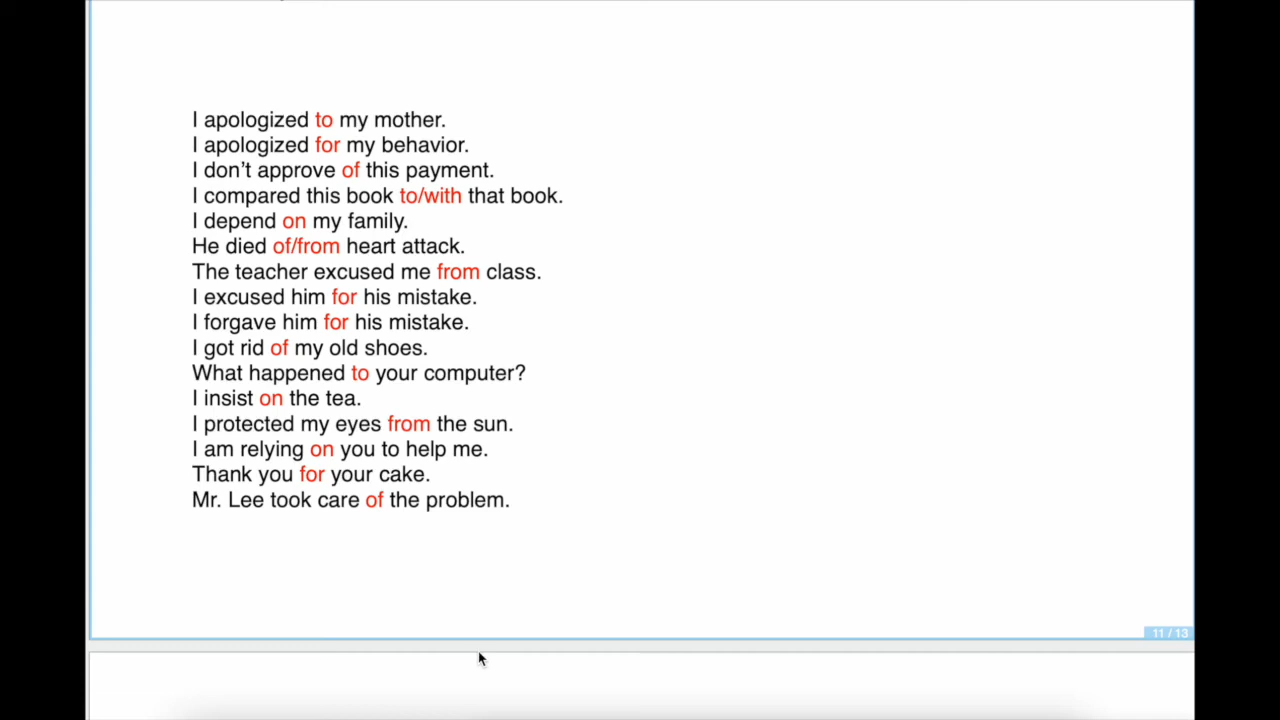 I apologized to my mother.
I apologized for my behavior.
I don’t approve of this payment.
I compared this book to/with that book.
I depend on my family.
He died of/from heart attack.
The teacher excused me from class.
I excused him for his mistake.
I forgave him for his mistake.
I got rid of my old shoes.
What happened to your computer?
I insist on the tea.
I protected my eyes from the sun.
I am relying on you to help me.
Thank you for your cake.
Mr. Lee took care of the problem.
11 / 13